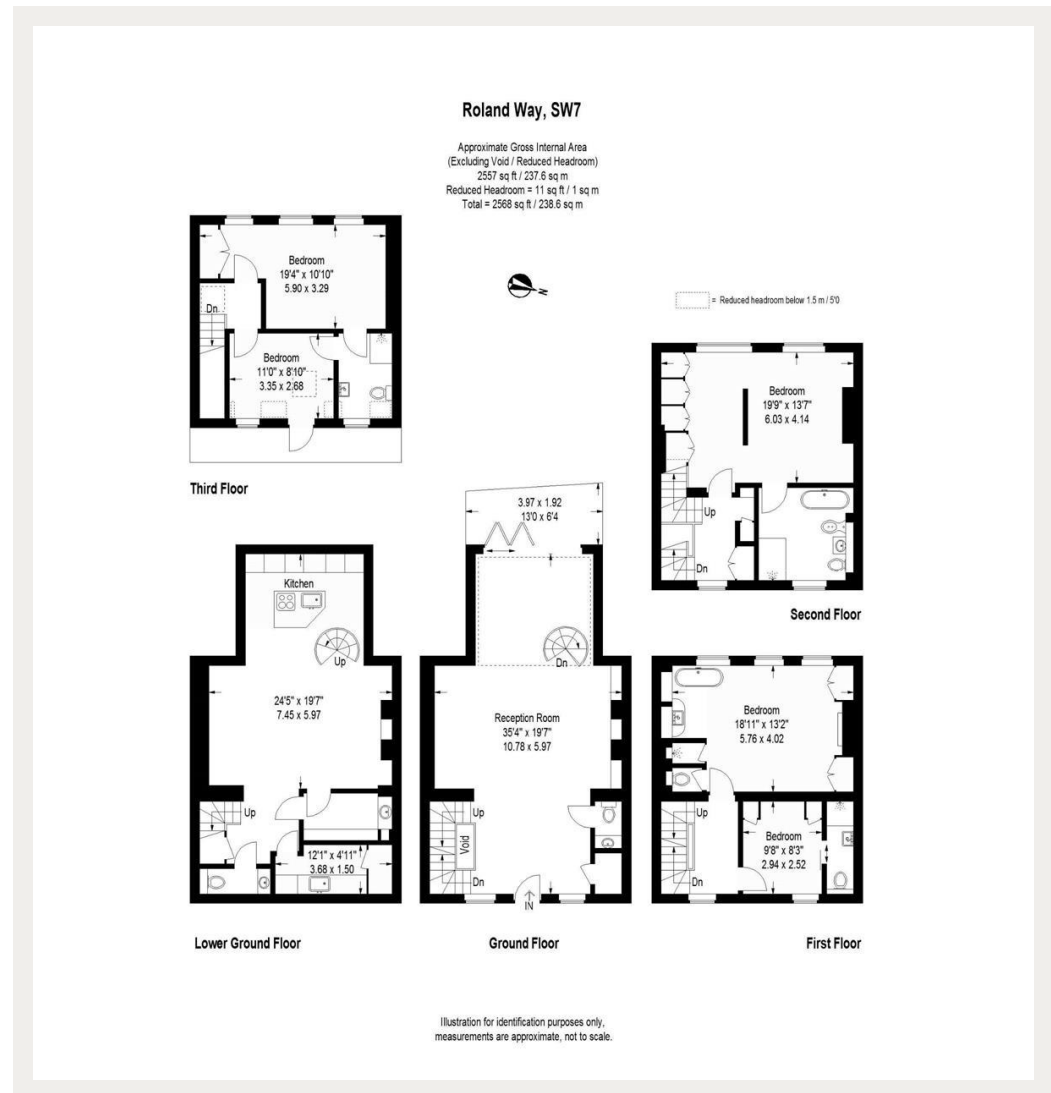 Roland Way, SW7
Approximate Gross Internal Area
(Excluding Void / Reduced Headroom)
2557 sq ft / 237.6 sq m
Reduced Headroom = 11 sq ft / 1 sq m
Total = 2568 sq ft / 238.6 sq m
N
= Reduced headroom below 1.5 m / 5'0
Bedroom
19'4" x 10'10"
5.90 x 3.29
Dn
Bedroom
11'0" x 8'10"
3.35 x 2.68
Third Floor
Bedroom
19'9" x 13'7"
6.03 x 4.14
Up
Dn
Second Floor
Kitchen
Up
24'5" x 19'7"
7.45 x 5.97
Up
12'1" x 4'11"
3.68 x 1.50
Lower Ground Floor
3.97 x 1.92
13'0 x 6'4
Dn
Reception Room
35'4" x 19'7"
10.78 x 5.97
Up
Void
Dn
IN
Ground Floor
Bedroom
18'11" x 13'2"
5.76 x 4.02
Up
Bedroom
9'8" x 8'3"
2.94 x 2.52
Dn
First Floor
Illustration for identification purposes only,
measurements are approximate, not to scale.